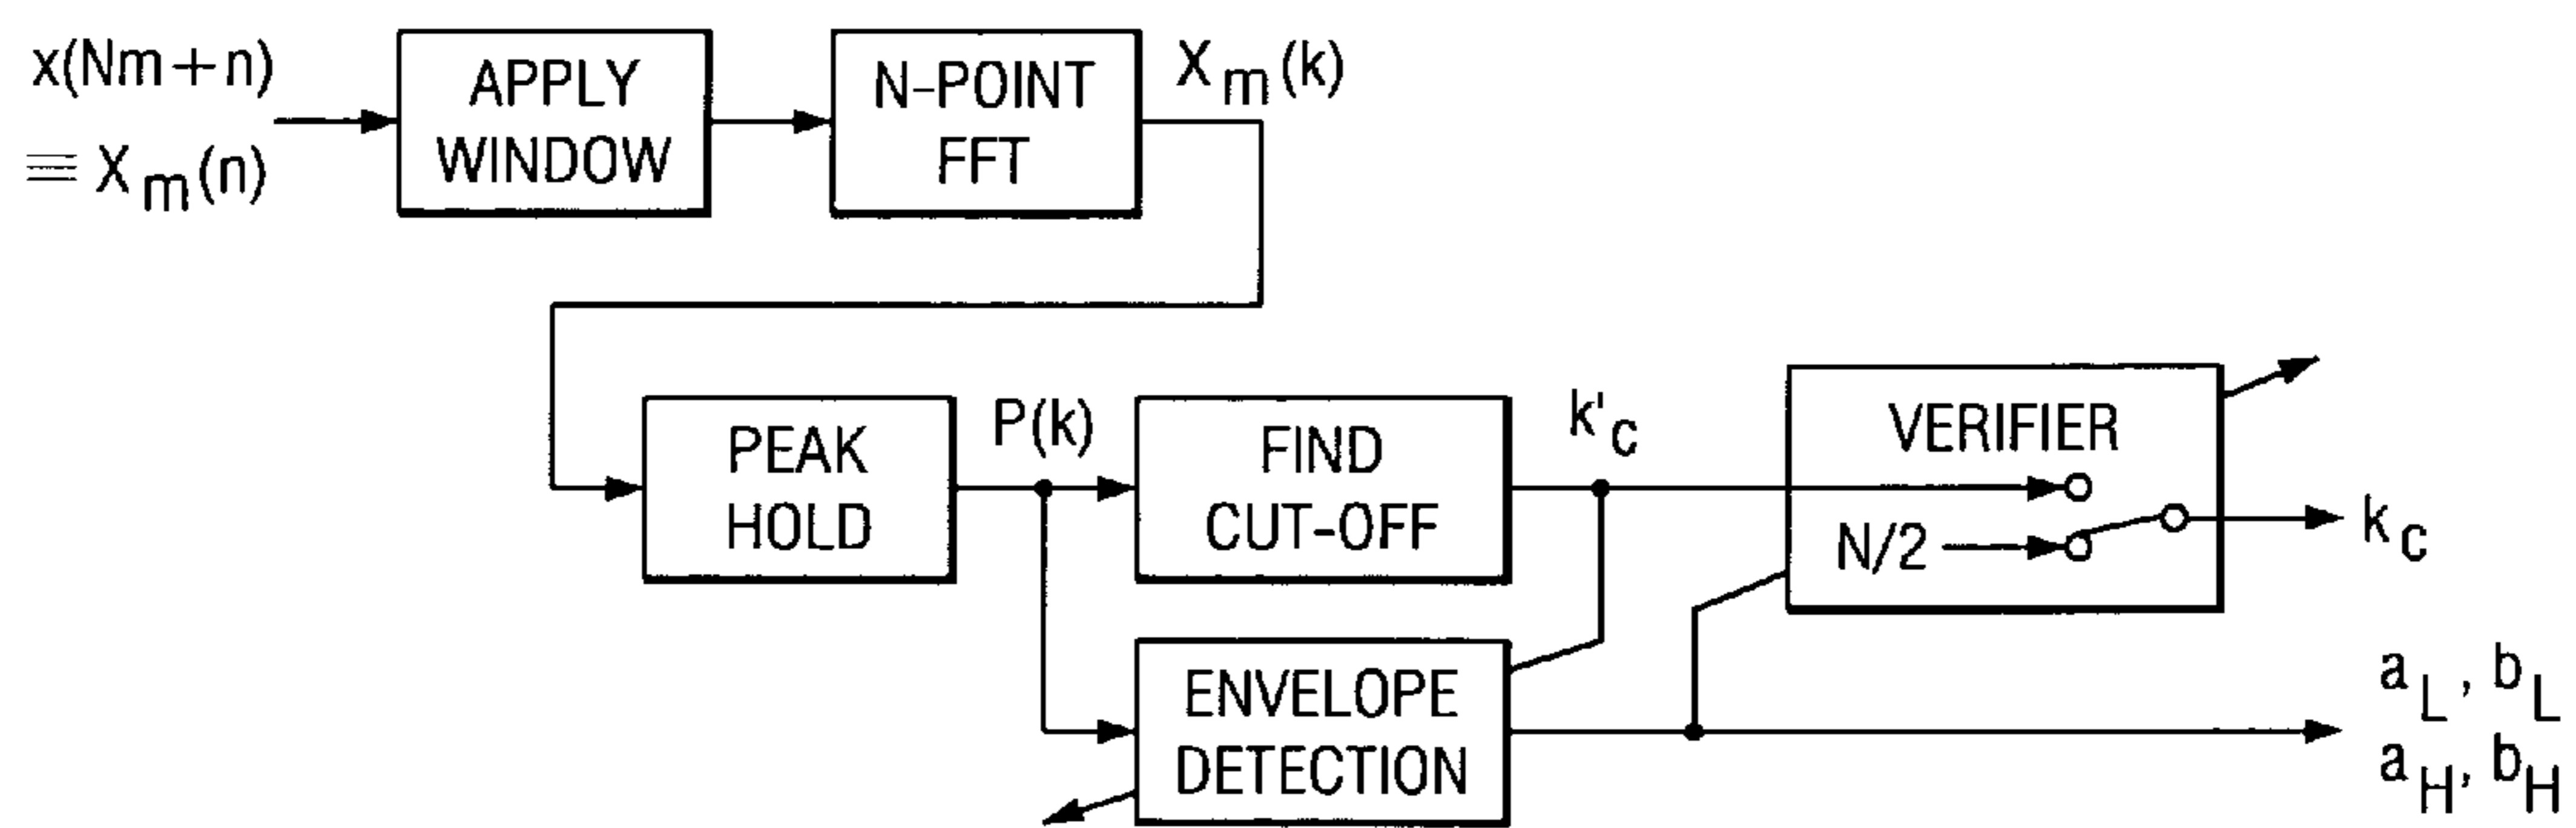 x(Nm+n)
≡ X_m(n)
APPLY
WINDOW
N-POINT
FFT
X_m(k)
PEAK
HOLD
P(k)
FIND
CUT-OFF
k'_c
VERIFIER
N/2
k_c
ENVELOPE
DETECTION
a_L, b_L
a_H, b_H